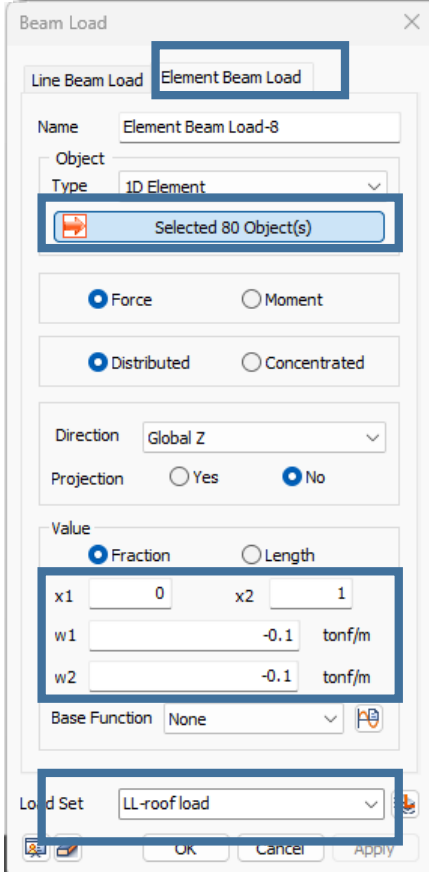 Beam Load
Line Beam Load Element Beam Load
Name Element Beam Load-8
Object
Type 1D Element
Selected 80 Object(s)
Force Moment
Distributed Concentrated
Direction Global Z
Projection Yes No
Value
Fraction Length
x1 0 x2 1
w1 -0.1 tonf/m
w2 -0.1 tonf/m
Base Function None
Load Set LL-roof load
OK Cancel Apply